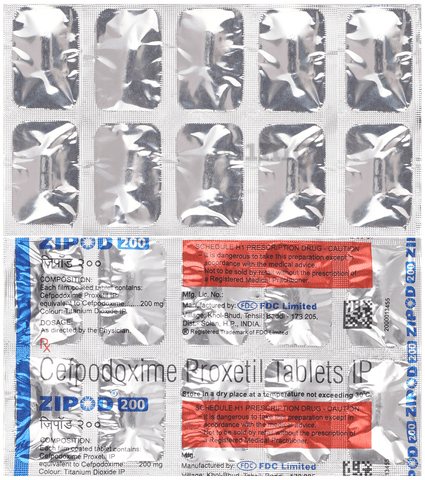 ZIPOD 200
ज़िपॉड २००
COMPOSITION:
Each film coated tablet contains:
Cefpodoxime Proxetil IP
equivalent to Cefpodoxime....... 200 mg
Colour: Titanium Dioxide IP
DOSAGE:
As directed by the Physician.
SCHEDULE H1 PRESCRIPTION DRUG - CAUTION
It is dangerous to take this preparation except in
accordance with the medical advice.
Not to be sold by retail without the prescription of
a Registered Medical Practitioner.
Mfg. Lic. No.:
Manufactured by: FDC Limited
Village, Khol-Bhud, Tehsil: Baddi - 173 205,
Dist.: Solan, H.P., INDIA.
® Registered Trademark of FDC Limited
Rx
Cefpodoxime Proxetil Tablets IP
Store in a dry place at a temperature not exceeding 30°C
ZIPOD 200
ज़िपॉड २००
COMPOSITION:
Each film coated tablet contains:
Cefpodoxime Proxetil IP
equivalent to Cefpodoxime....... 200 mg
Colour: Titanium Dioxide IP
SCHEDULE H1 PRESCRIPTION DRUG - CAUTION
It is dangerous to take this preparation except in
accordance with the medical advice.
Not to be sold by retail without the prescription of
a Registered Medical Practitioner.
Mfg. Lic. No.:
Manufactured by: FDC Limited
Village, Khol-Bhud, Tehsil: Baddi - 173 205,
ZIPOD 200
ZIPOD